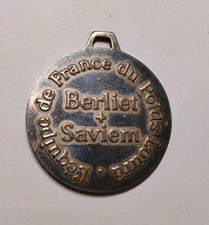 L'équipe de France du Poids Lourd
Berliet
+
Saviem